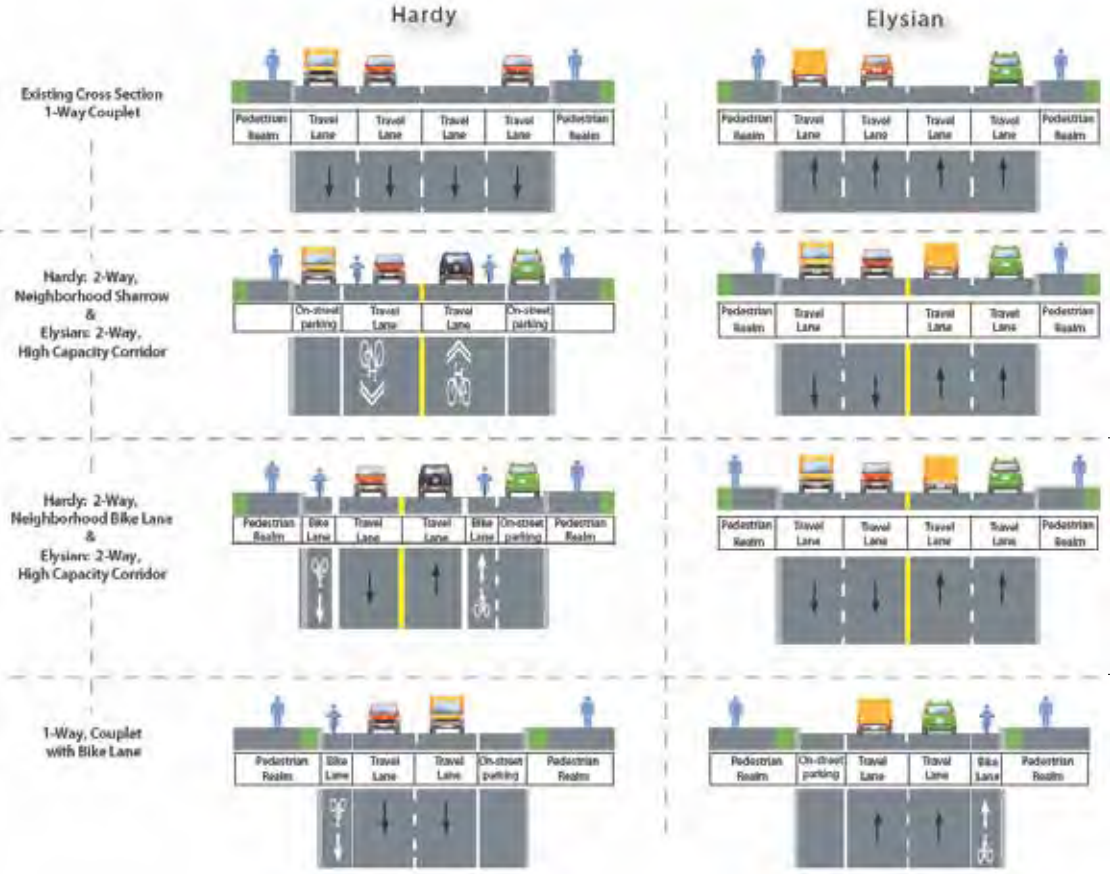 Hardy
Elysian
Existing Cross Section
1-Way Couplet
Pedestrian Realm
Travel Lane
Travel Lane
Travel Lane
Travel Lane
Pedestrian Realm
Pedestrian Realm
Travel Lane
Travel Lane
Travel Lane
Travel Lane
Pedestrian Realm
Hardy: 2-Way,
Neighborhood Sharrow
&
Elysian: 2-Way,
High Capacity Corridor
On-street parking
Travel Lane
Travel Lane
On-street parking
Pedestrian Realm
Travel Lane
Travel Lane
Travel Lane
Pedestrian Realm
Hardy: 2-Way,
Neighborhood Bike Lane
&
Elysian: 2-Way,
High Capacity Corridor
Pedestrian Realm
Bike Lane
Travel Lane
Travel Lane
Bike Lane
On-street parking
Pedestrian Realm
Pedestrian Realm
Travel Lane
Travel Lane
Travel Lane
Travel Lane
Pedestrian Realm
1-Way, Couplet
with Bike Lane
Pedestrian Realm
Bike Lane
Travel Lane
Travel Lane
On-street parking
Pedestrian Realm
Pedestrian Realm
On-street parking
Travel Lane
Travel Lane
Bike Lane
Pedestrian Realm